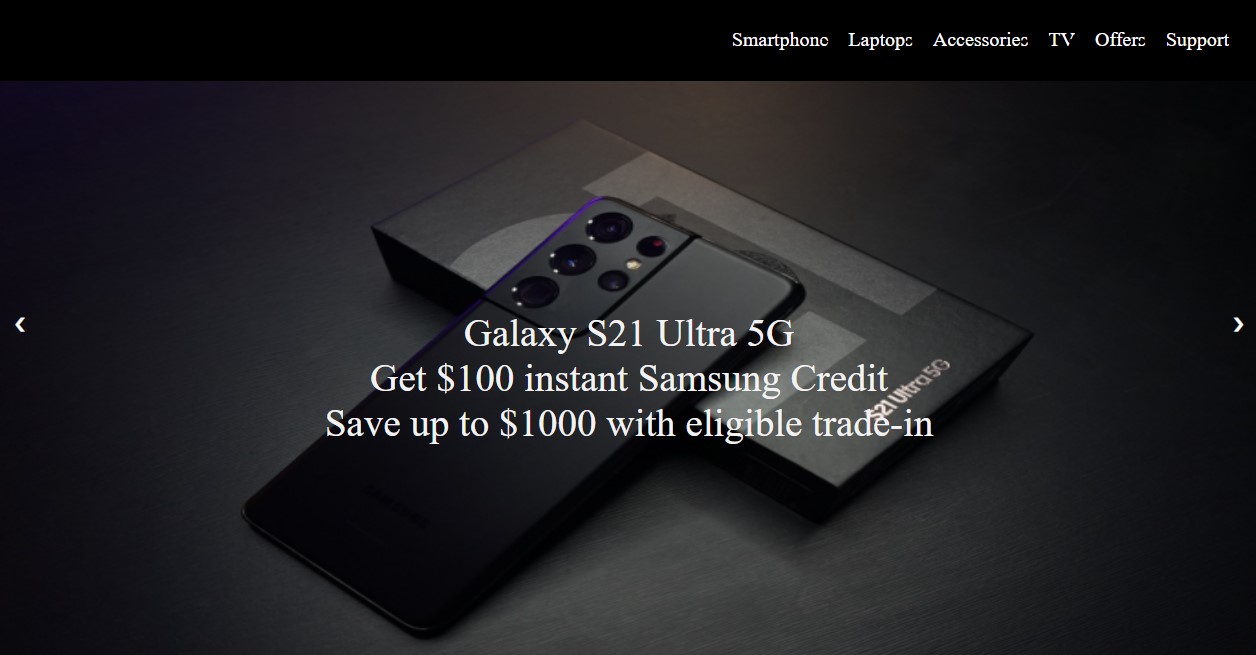 Smartphone Laptops Accessories TV Offers Support
‹ ›
Galaxy S21 Ultra 5G
Get $100 instant Samsung Credit
Save up to $1000 with eligible trade-in
S21 Ultra 5G
SAMSUNG